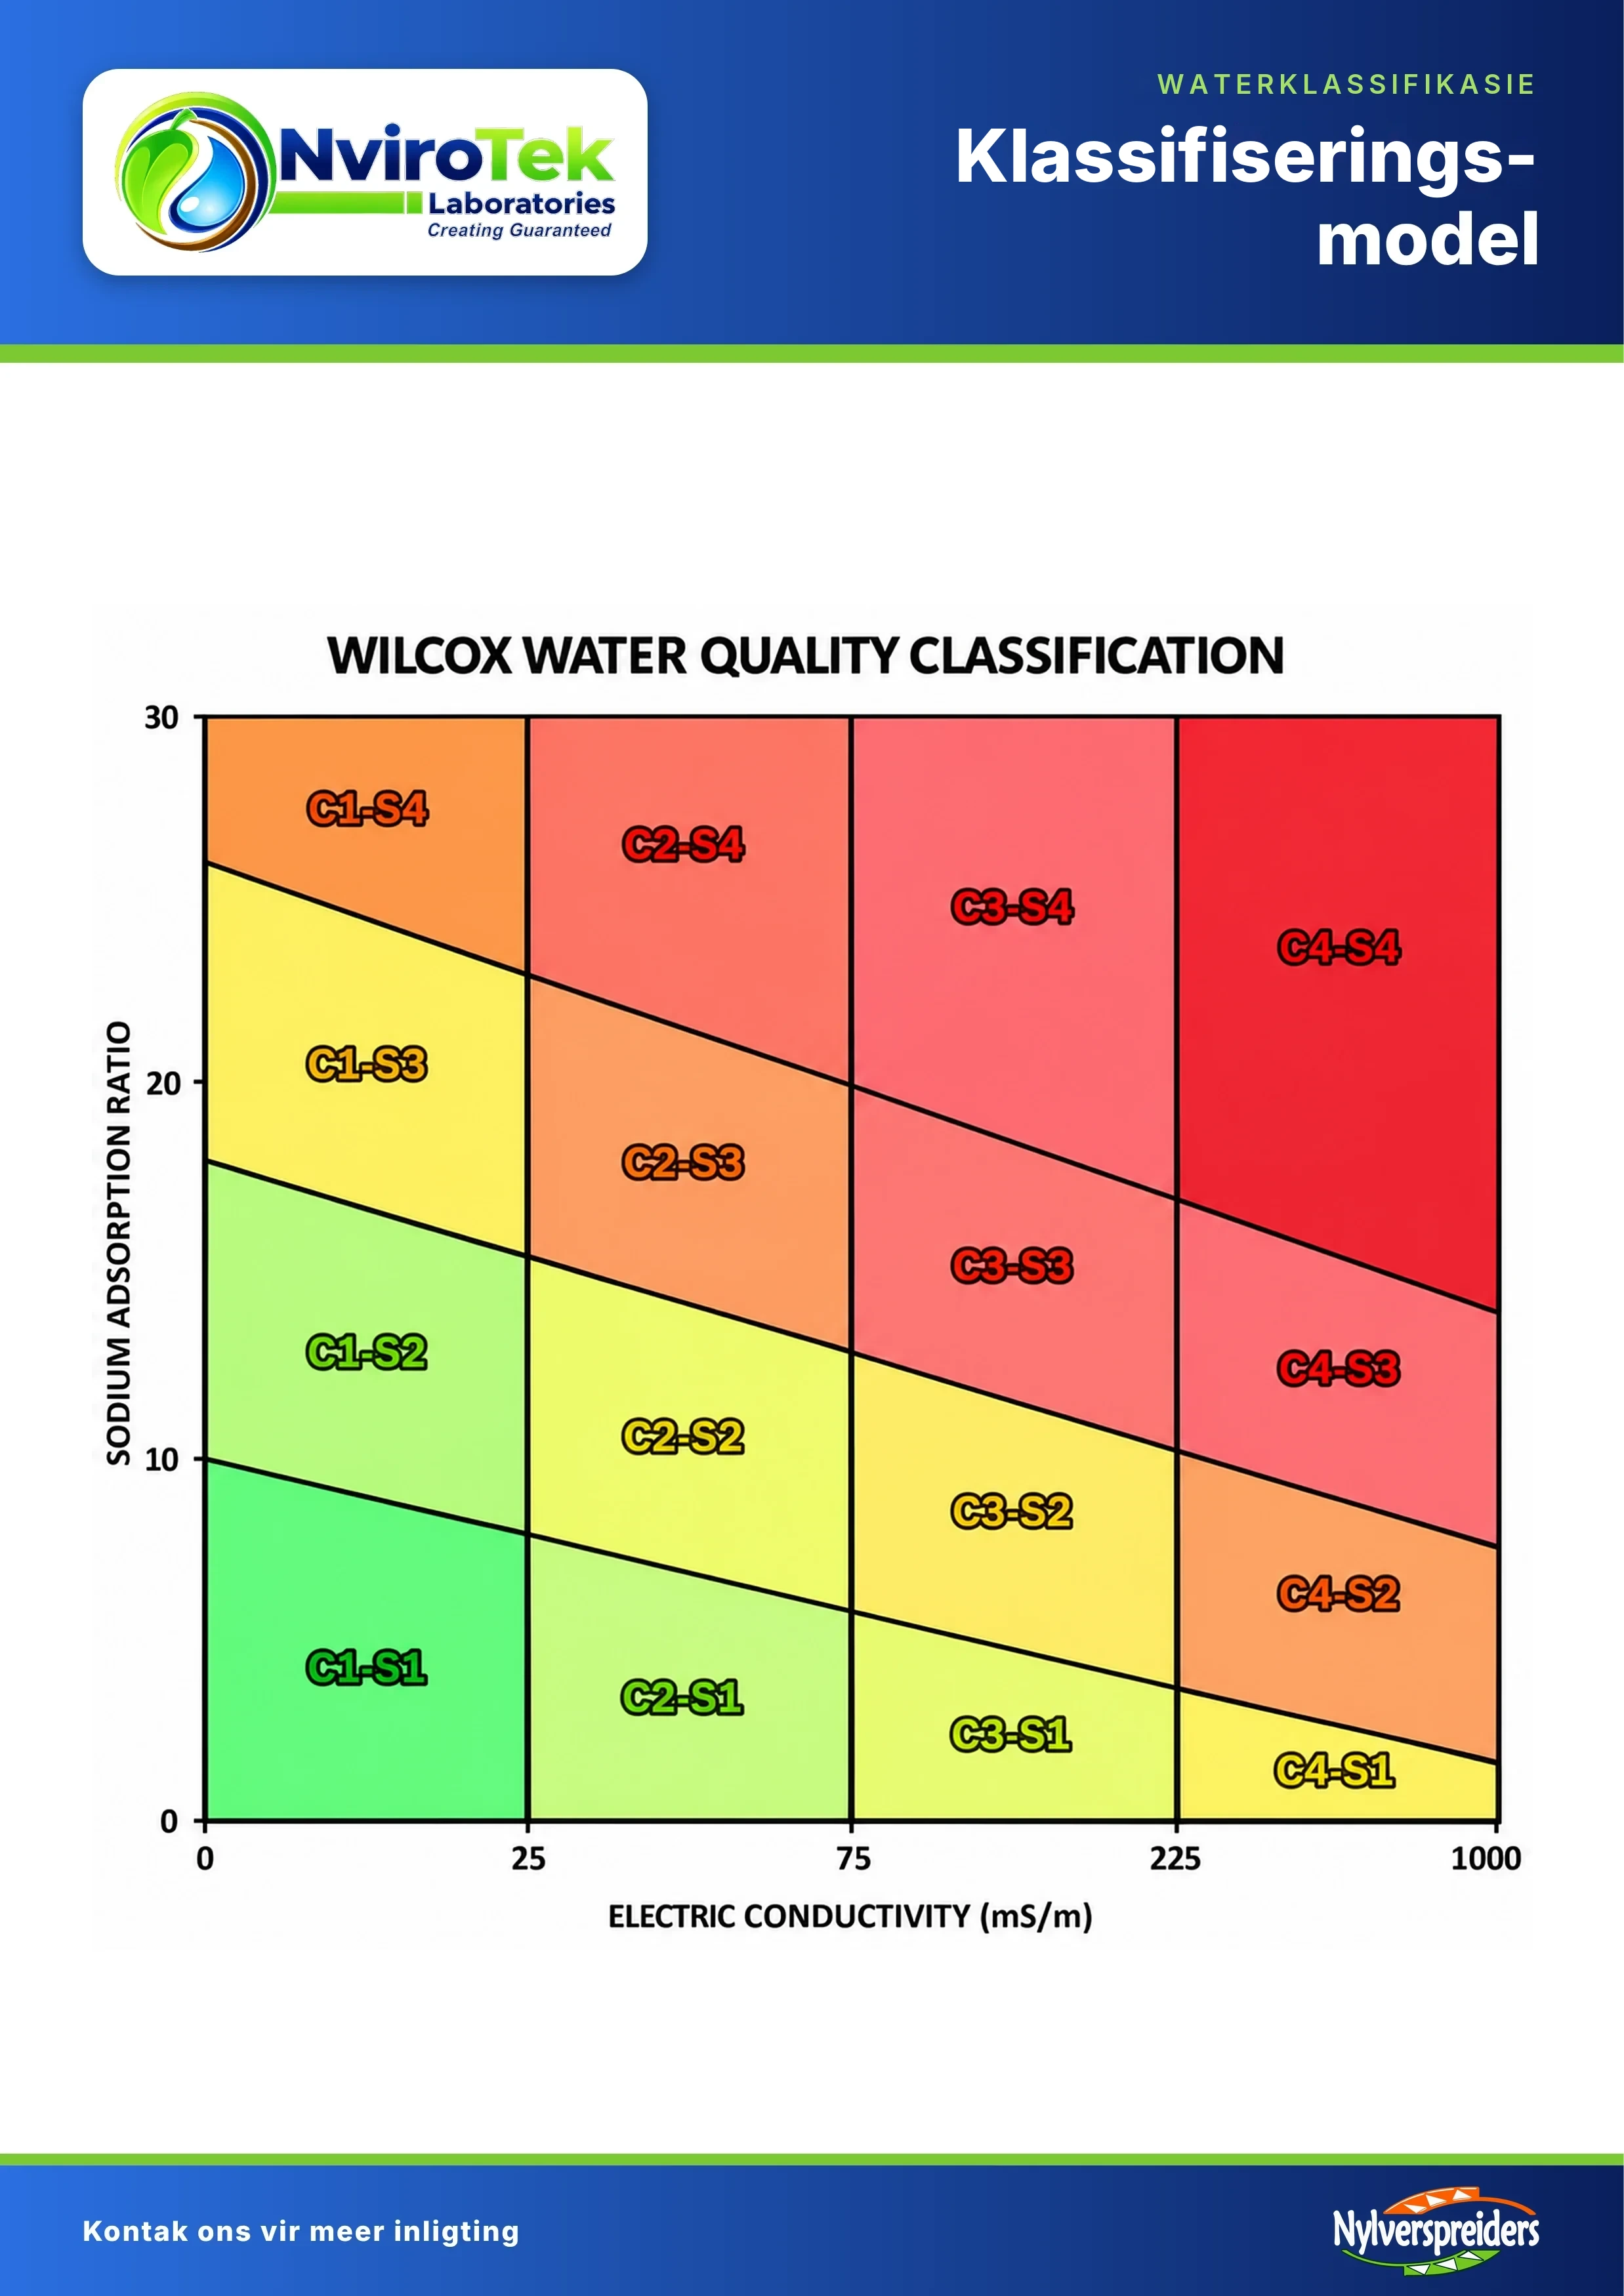 NviroTek
Laboratories
Creating Guaranteed
WATERKLASSIFIKASIE
Klassifiserings-
model
WILCOX WATER QUALITY CLASSIFICATION
30
C1-S4
C2-S4
C3-S4
C4-S4
SODIUM ADSORPTION RATIO
20
C1-S3
C2-S3
C3-S3
C4-S3
10
C1-S2
C2-S2
C3-S2
C4-S2
C1-S1
C2-S1
C3-S1
C4-S1
0
0 25 75 225 1000
ELECTRIC CONDUCTIVITY (mS/m)
Kontak ons vir meer inligting
Nylverspreiders